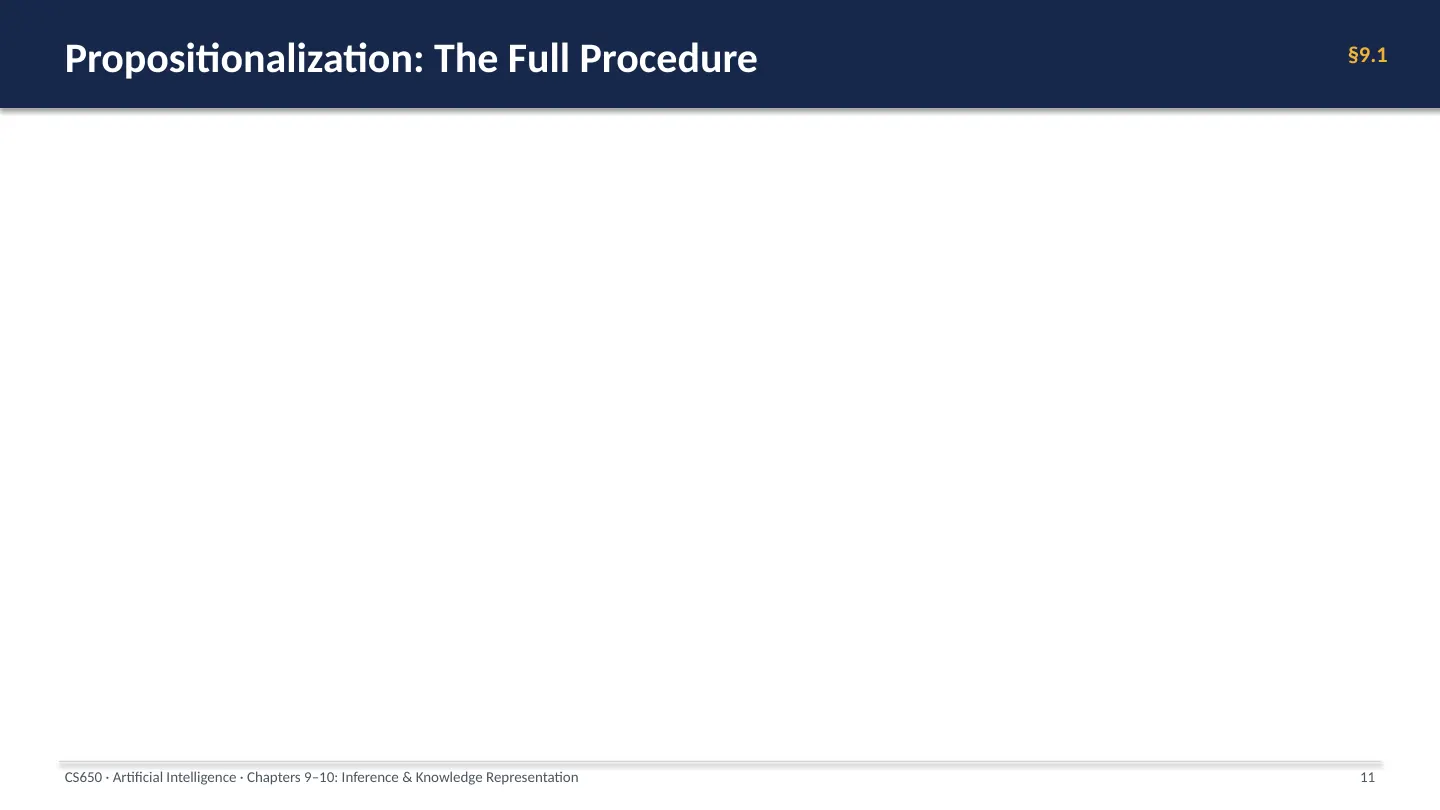 Propositionalization: The Full Procedure
§9.1
CS650 · Artificial Intelligence · Chapters 9–10: Inference & Knowledge Representation
11